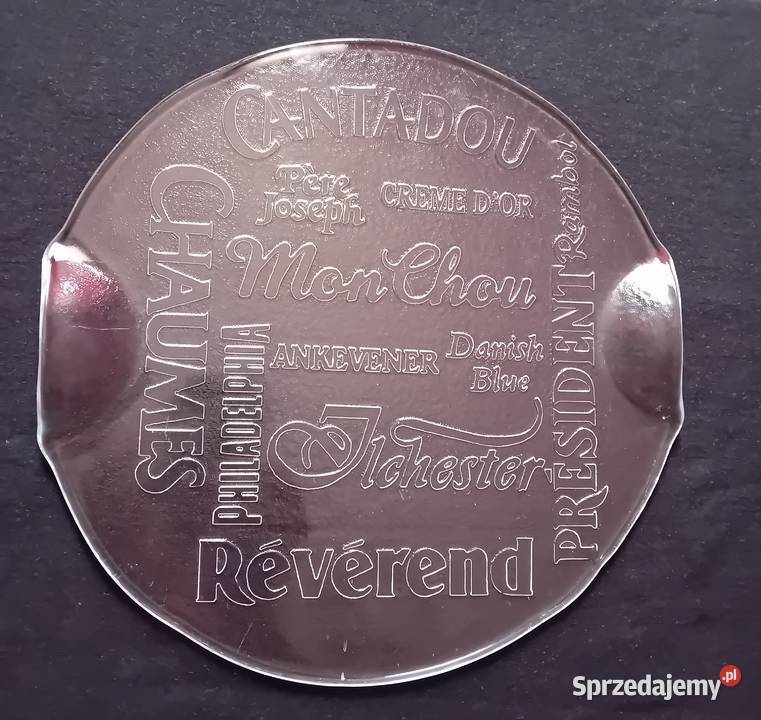 CANTADOU
Père
Joseph
CREME D'OR
Rambol
CHAUMES
Mon Chou
PHILADELPHIA
ANKEVENER
Danish
Blue
PRÉSIDENT
Ilchester
Révérend
Sprzedajemy.pl